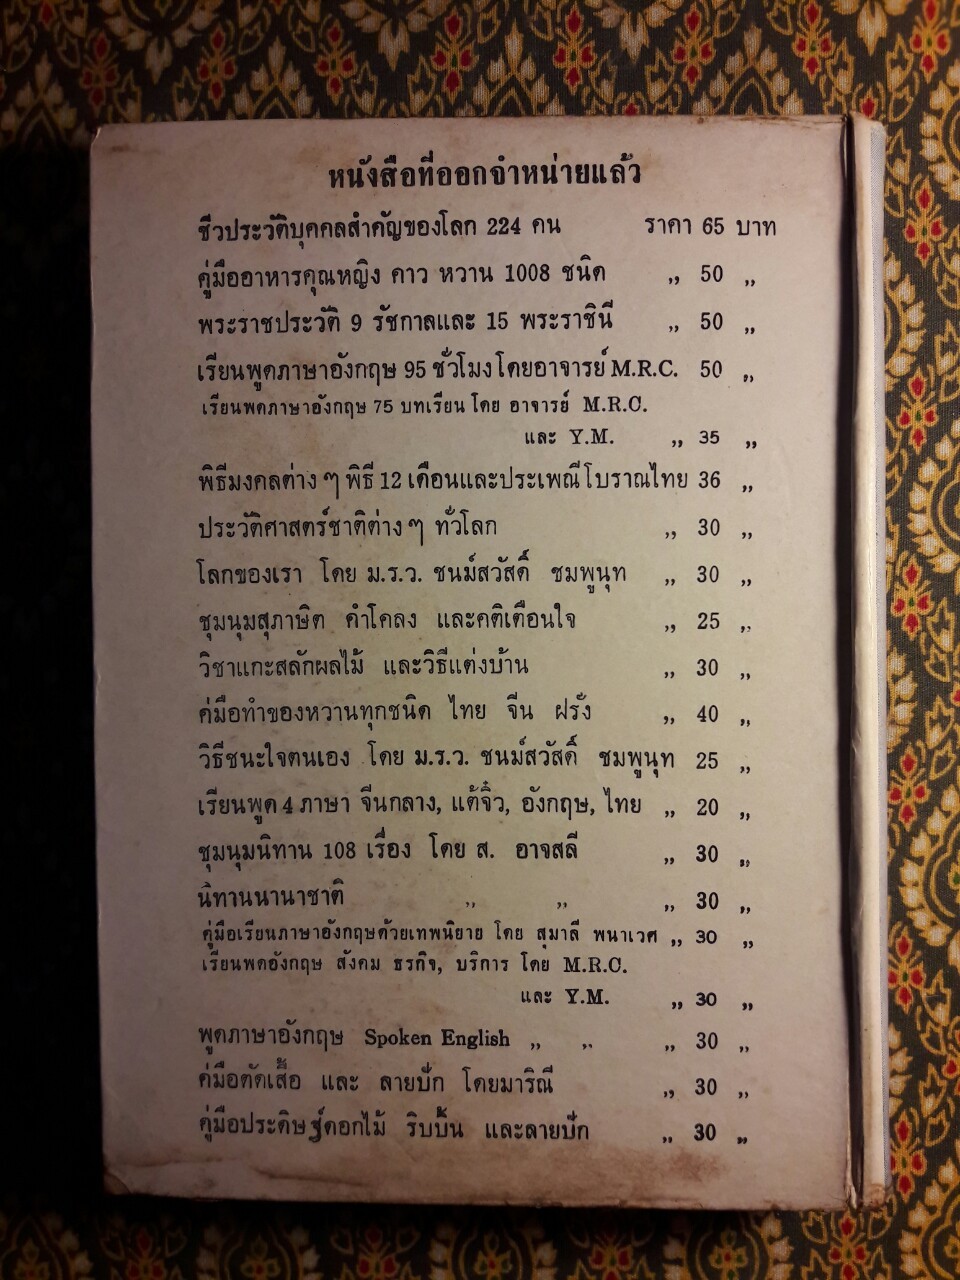 หนังสือที่ออกจำหน่ายแล้ว
ชีวประวัติบุคคลสำคัญของโลก 224 คน ราคา 65 บาท
คู่มืออาหารคุณหญิง คาว หวาน 1008 ชนิด ,, 50 ,,
พระราชประวัติ 9 รัชกาลและ 15 พระราชินี ,, 50 ,,
เรียนพูดภาษาอังกฤษ 95 ชั่วโมง โดยอาจารย์ M.R.C. 50 ,,
เรียนพูดภาษาอังกฤษ 75 บทเรียน โดย อาจารย์ M.R.C.
และ Y.M. ,, 35 ,,
พิธีมงคลต่าง ๆ พิธี 12 เดือนและประเพณีโบราณไทย 36 ,,
ประวัติศาสตร์ชาติต่าง ๆ ทั่วโลก ,, 30 ,,
โลกของเรา โดย ม.ร.ว. ชนม์สวัสดิ์ ชมพูนุท ,, 30 ,,
ชุมนุมสุภาษิต คำโคลง และคติเตือนใจ ,, 25 ,,
วิชาแกะสลักผลไม้ และวิธีแต่งบ้าน ,, 30 ,,
คู่มือทำของหวานทุกชนิด ไทย จีน ฝรั่ง ,, 40 ,,
วิธีชนะใจตนเอง โดย ม.ร.ว. ชนม์สวัสดิ์ ชมพูนุท 25 ,,
เรียนพูด 4 ภาษา จีนกลาง, แต้จิ๋ว, อังกฤษ, ไทย ,, 20 ,,
ชุมนุมนิทาน 108 เรื่อง โดย ส. อาจสลี ,, 30 ,,
นิทานนานาชาติ ,, ,, ,, 30 ,,
คู่มือเรียนภาษาอังกฤษด้วยเทพนิยาย โดย สุมาลี พนาเวศ ,, 30 ,,
เรียนพูดอังกฤษ สังคม ธุรกิจ, บริการ โดย M.R.C.
และ Y.M. ,, 30 ,,
พูดภาษาอังกฤษ Spoken English ,, ,, ,, 30 ,,
คู่มือตัดเสื้อ และ ลายปัก โดยมาริณี ,, 30 ,,
คู่มือประดิษฐ์ดอกไม้ ริบบิ้น และลายปัก ,, 30 ,,